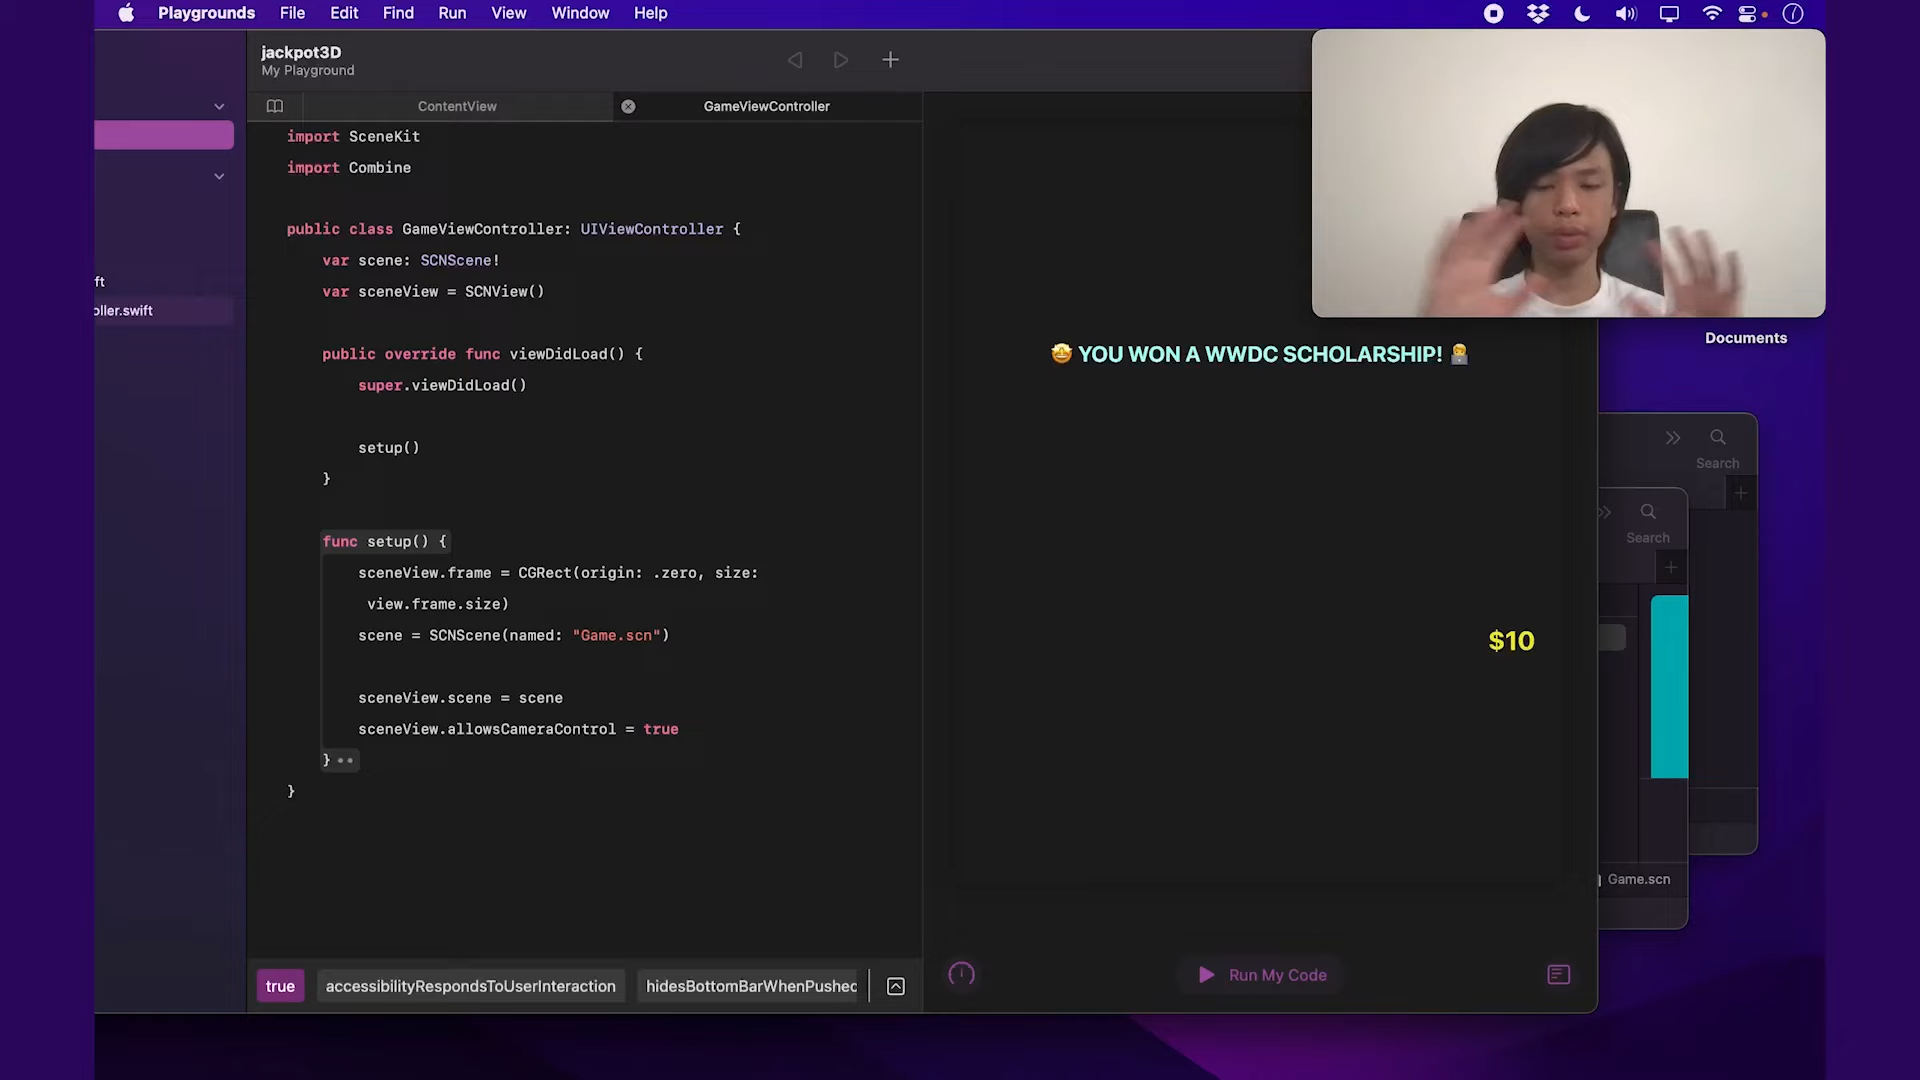 Playgrounds File Edit Find Run View Window Help
jackpot3D
My Playground
ContentView
GameViewController
import SceneKit
import Combine
public class GameViewController: UIViewController {
var scene: SCNScene!
var sceneView = SCNView()
public override func viewDidLoad() {
super.viewDidLoad()
setup()
}
func setup() {
sceneView.frame = CGRect(origin: .zero, size:
view.frame.size)
scene = SCNScene(named: "Game.scn")
sceneView.scene = scene
sceneView.allowsCameraControl = true
}
}
ft
oller.swift
true accessibilityRespondsToUserInteraction hidesBottomBarWhenPushed
🤩 YOU WON A WWDC SCHOLARSHIP! 👨‍💻
$10
Run My Code
Documents
Search
Search
Game.scn